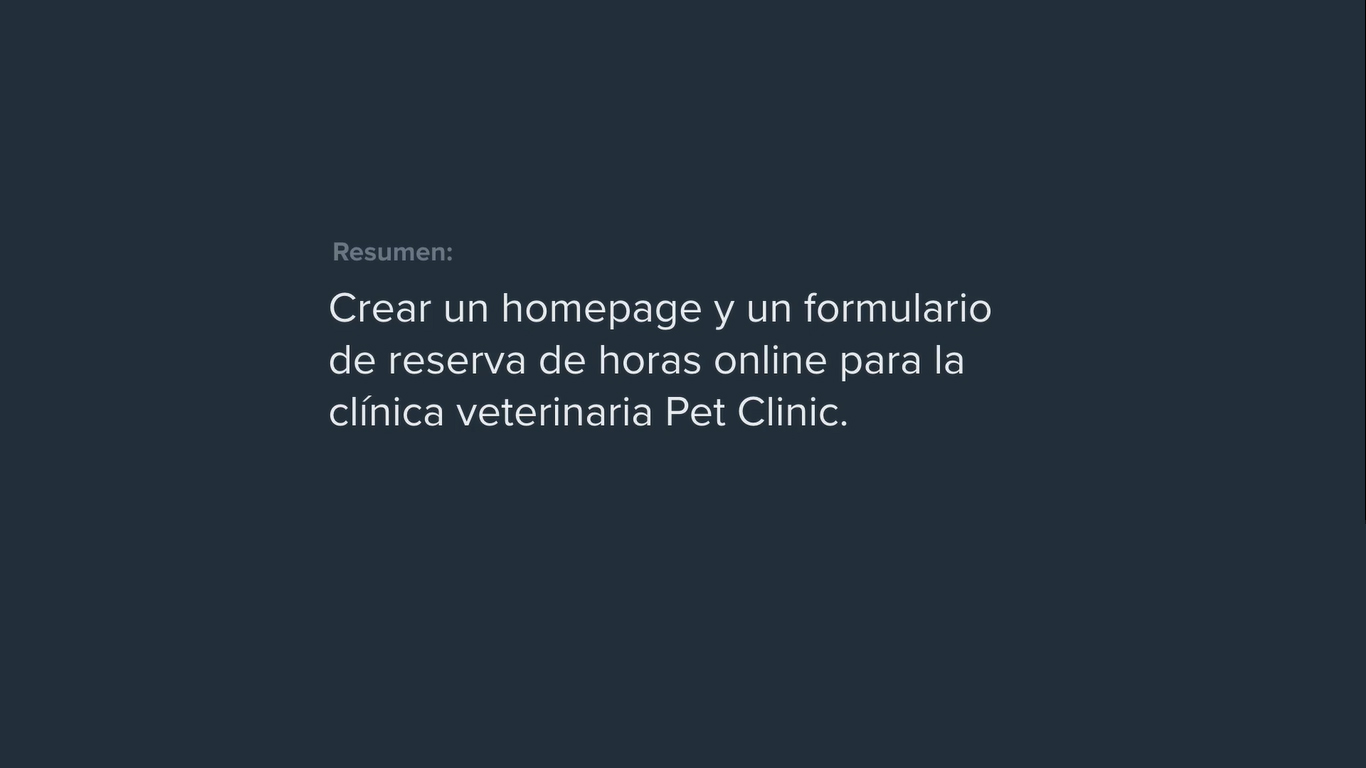 Resumen:
Crear un homepage y un formulario
de reserva de horas online para la
clínica veterinaria Pet Clinic.